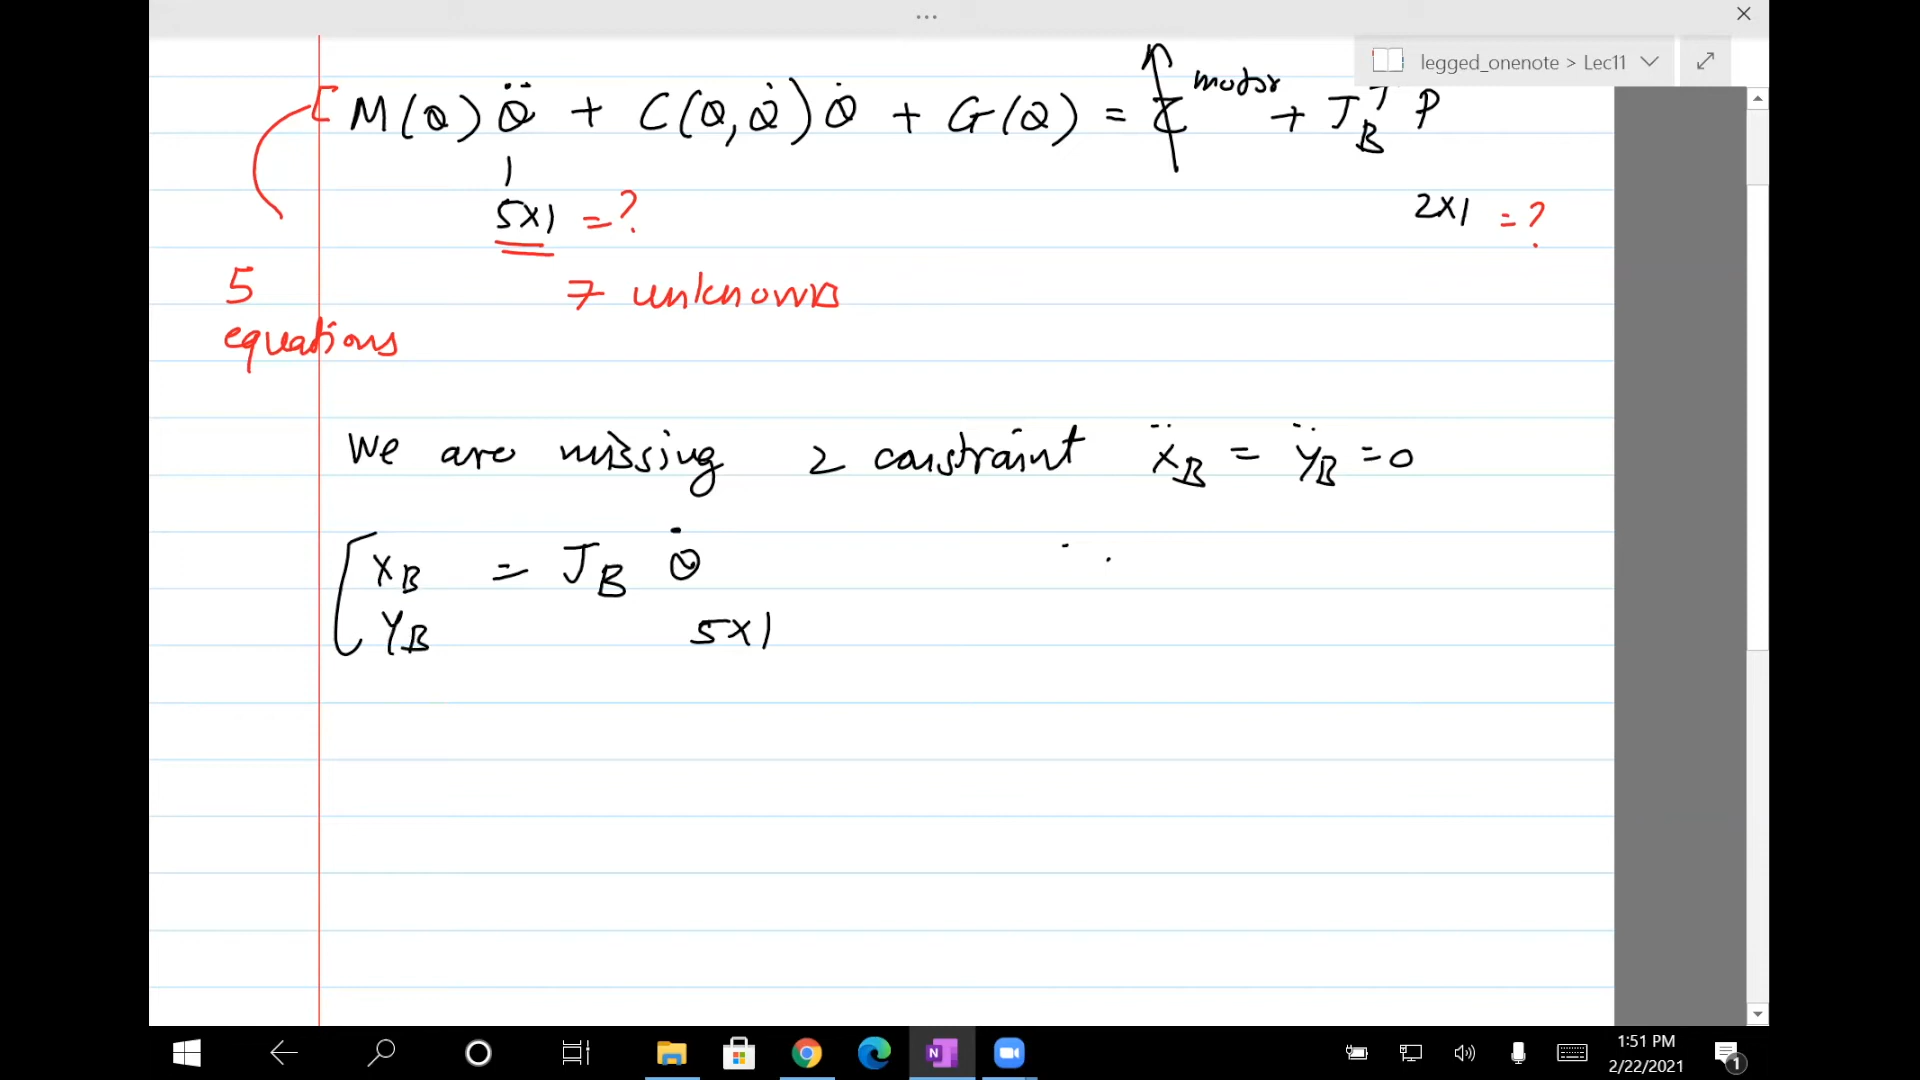 legged_onenote > Lec11
[ M(θ) θ̈ + C(θ, θ̇) θ̇ + G(θ) = τ motor + J_B^T P
5x1 = ? 2x1 = ?
5 equations
7 unknowns
We are missing 2 constraint ẍ_B = ÿ_B = 0
[ x_B = J_B θ̇
y_B 5x1
1:51 PM
2/22/2021
N
1